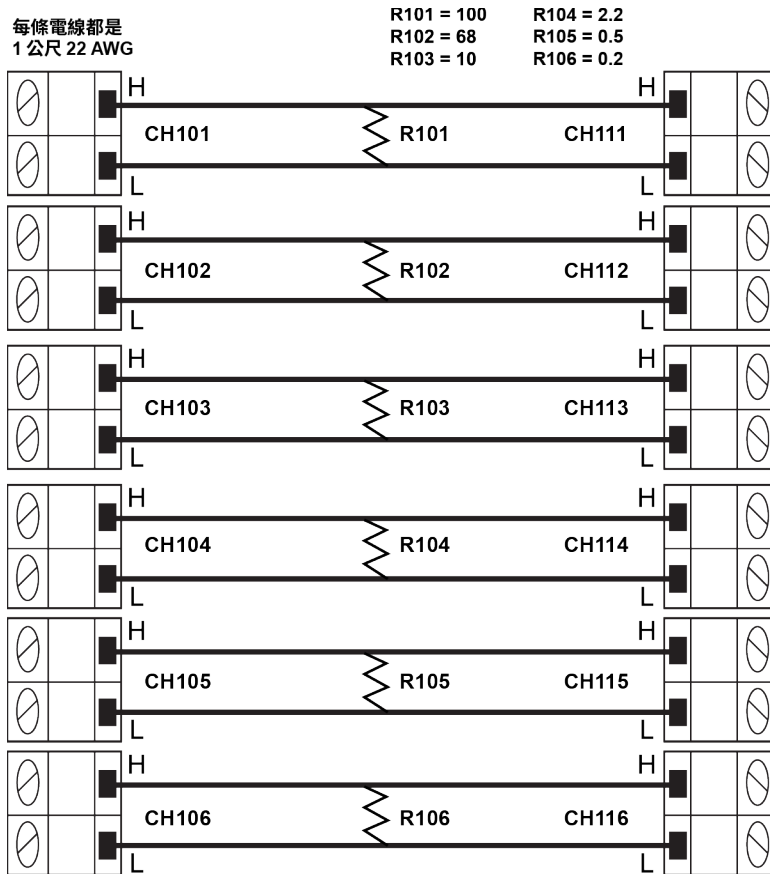 每條電線都是
1 公尺 22 AWG
R101 = 100 R104 = 2.2
R102 = 68 R105 = 0.5
R103 = 10 R106 = 0.2
H H
CH101 R101 CH111
L L
H H
CH102 R102 CH112
L L
H H
CH103 R103 CH113
L L
H H
CH104 R104 CH114
L L
H H
CH105 R105 CH115
L L
H H
CH106 R106 CH116
L L